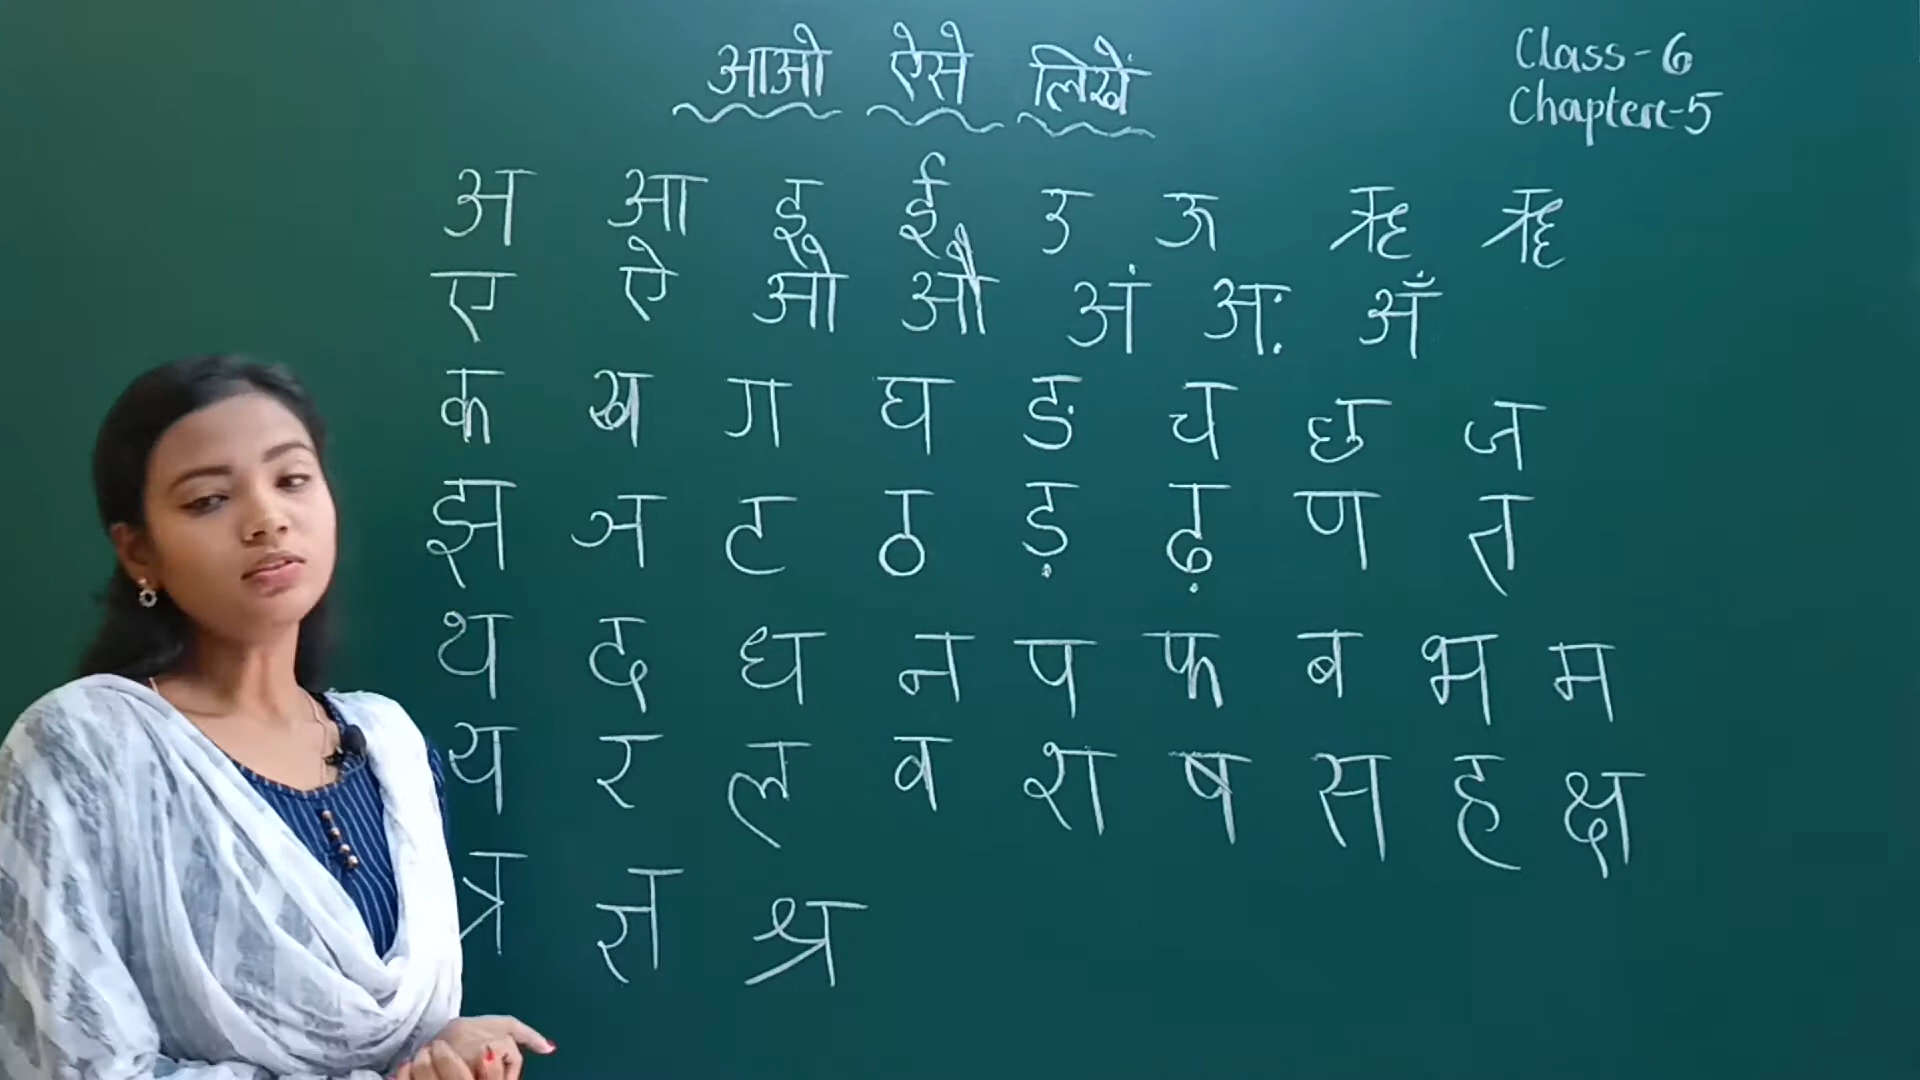 आओ ऐसे लिखें
Class-6
Chapter-5
अ आ इ ई उ ऊ ऋ ॠ
ए ऐ ओ औ अं अः अँ
क ख ग घ ङ च छ ज
झ ञ ट ठ ड़ ढ़ ण त
थ द ध न प फ ब भ म
य र ल व श ष स ह क्ष
त्र ज्ञ श्र